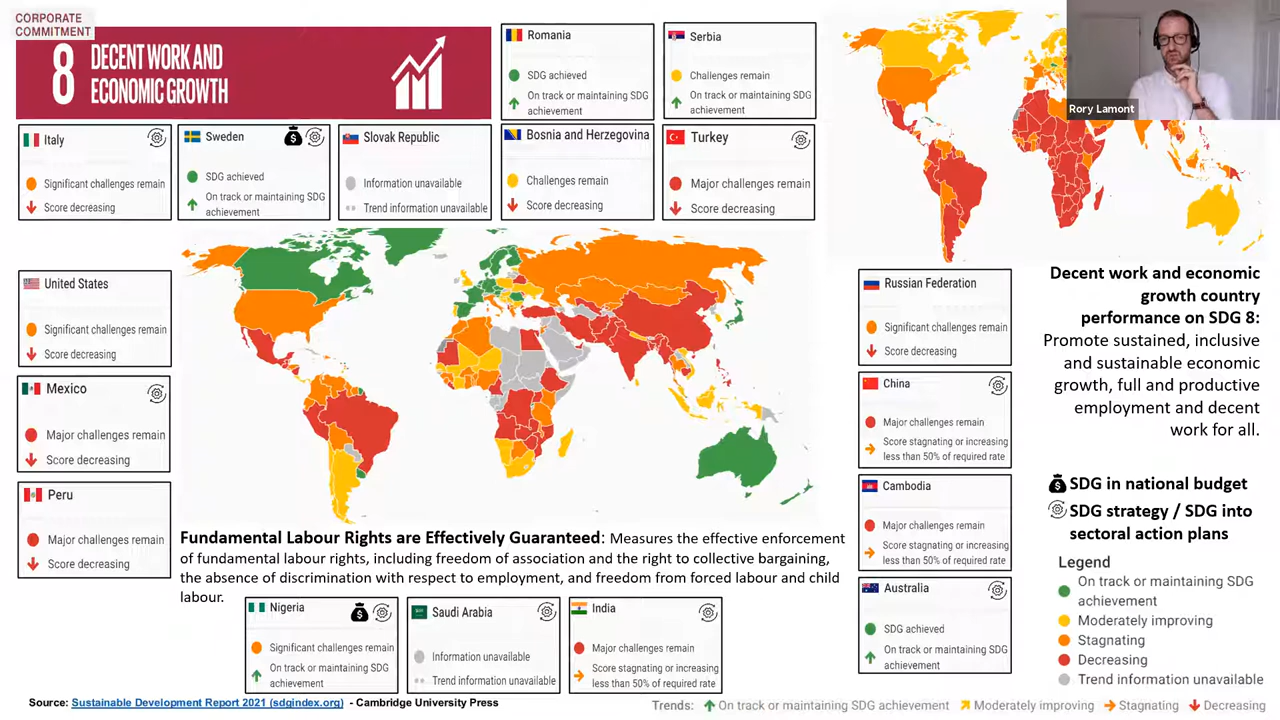 CORPORATE
COMMITMENT
8 DECENT WORK AND
ECONOMIC GROWTH
Romania
SDG achieved
On track or maintaining SDG
achievement
Serbia
Challenges remain
On track or maintaining SDG
achievement
Rory Lamont
Italy
Significant challenges remain
Score decreasing
Sweden
SDG achieved
On track or maintaining SDG
achievement
Slovak Republic
Information unavailable
Trend information unavailable
Bosnia and Herzegovina
Challenges remain
Score decreasing
Turkey
Major challenges remain
Score decreasing
United States
Significant challenges remain
Score decreasing
Mexico
Major challenges remain
Score decreasing
Peru
Major challenges remain
Score decreasing
Fundamental Labour Rights are Effectively Guaranteed: Measures the effective enforcement
of fundamental labour rights, including freedom of association and the right to collective bargaining,
the absence of discrimination with respect to employment, and freedom from forced labour and child
labour.
Nigeria
Significant challenges remain
On track or maintaining SDG
achievement
Saudi Arabia
Information unavailable
Trend information unavailable
India
Major challenges remain
Score stagnating or increasing
less than 50% of required rate
Russian Federation
Significant challenges remain
Score decreasing
China
Major challenges remain
Score stagnating or increasing
less than 50% of required rate
Cambodia
Major challenges remain
Score stagnating or increasing
less than 50% of required rate
Australia
SDG achieved
On track or maintaining SDG
achievement
Decent work and economic
growth country
performance on SDG 8:
Promote sustained, inclusive
and sustainable economic
growth, full and productive
employment and decent
work for all.
$ SDG in national budget
SDG strategy / SDG into
sectoral action plans
Legend
On track or maintaining SDG
achievement
Moderately improving
Stagnating
Decreasing
Trend information unavailable
Source: Sustainable Development Report 2021 (sdgindex.org) - Cambridge University Press
Trends: On track or maintaining SDG achievement Moderately improving Stagnating Decreasing